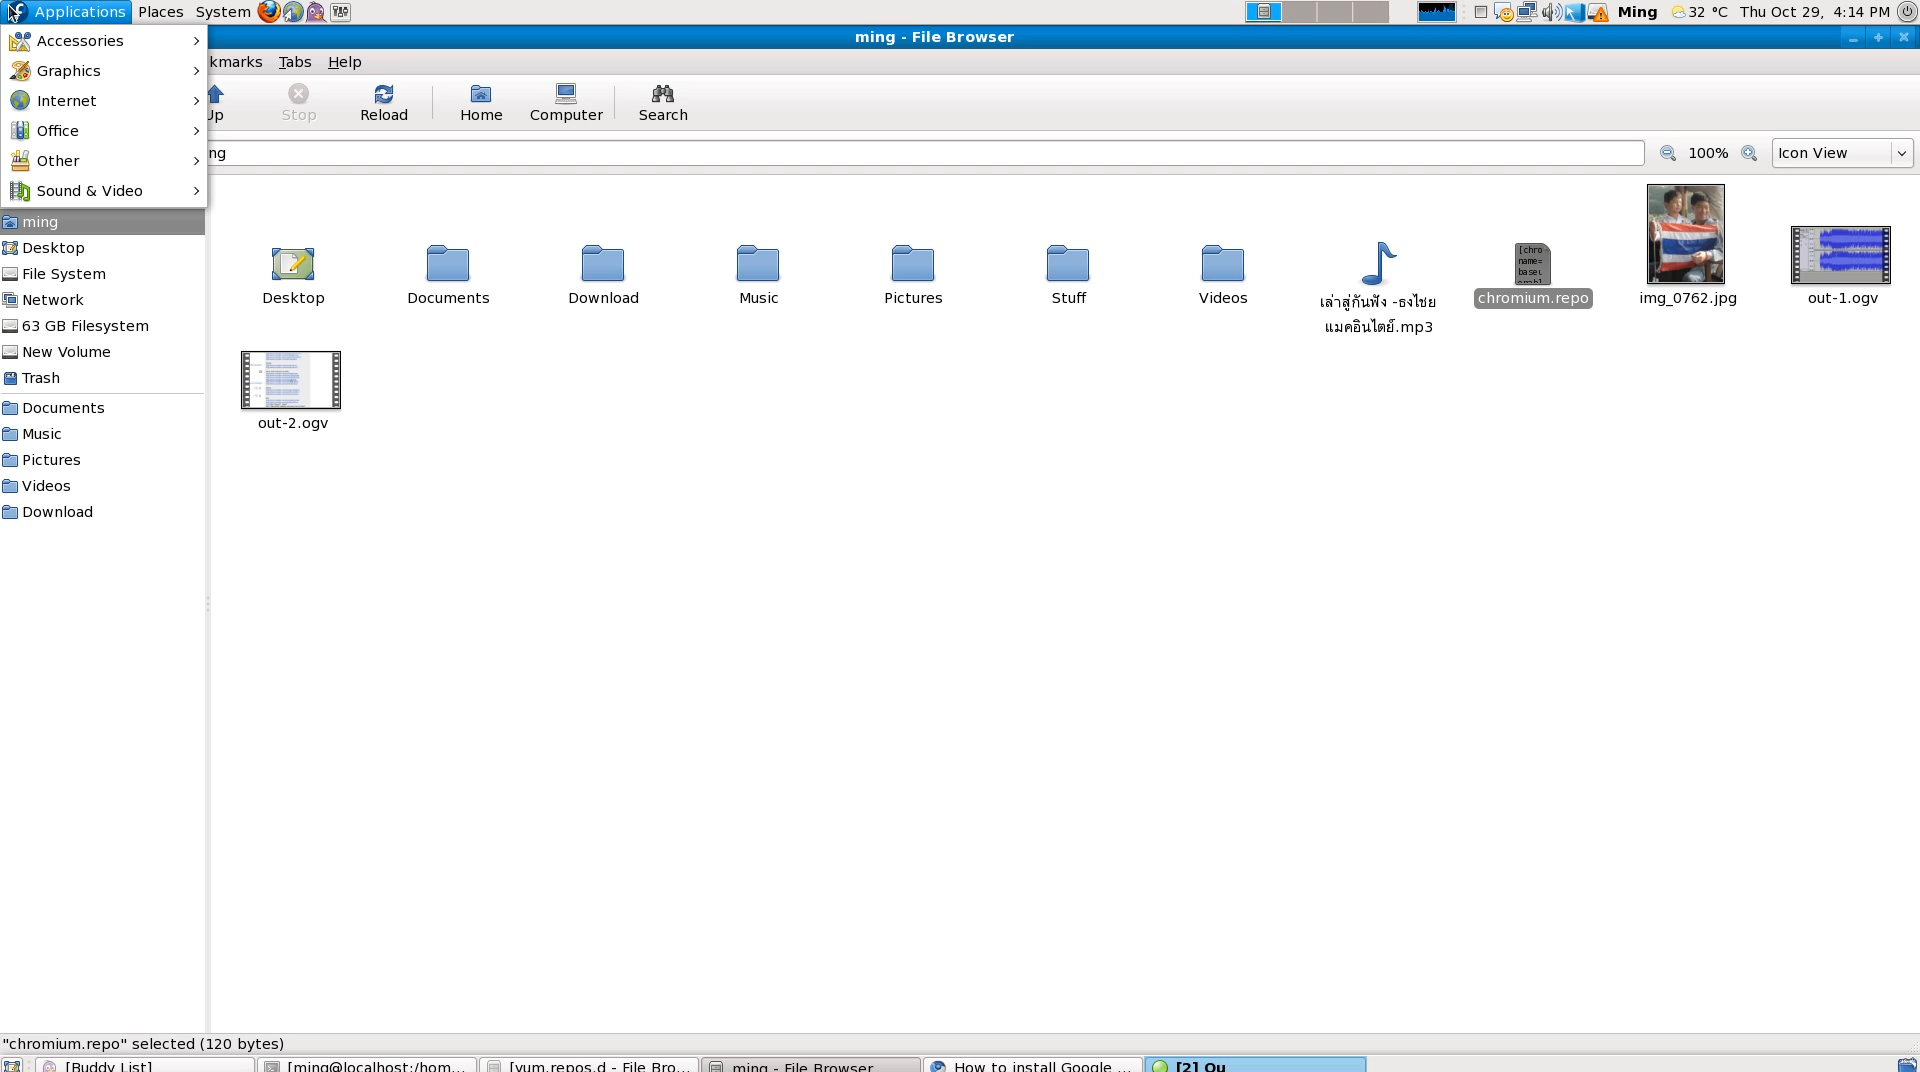 Applications Places System Ming 32 °C Thu Oct 29, 4:14 PM
ming - File Browser
Accessories
Graphics
Internet
Office
Other
Sound & Video
kmarks Tabs Help
Up Stop Reload Home Computer Search
ng 100% Icon View
ming
Desktop
File System
Network
63 GB Filesystem
New Volume
Trash
Documents
Music
Pictures
Videos
Download
Desktop Documents Download Music Pictures Stuff Videos เล่าสู่กันฟัง -ธงไชย chromium.repo img_0762.jpg out-1.ogv
แมคอินไตย์.mp3
[chro
name=
baseu
out-2.ogv
"chromium.repo" selected (120 bytes)
[Buddy List] [ming@localhost:/hom... [yum.repos.d - File Bro... ming - File Browser How to install Google ... [2] Ou